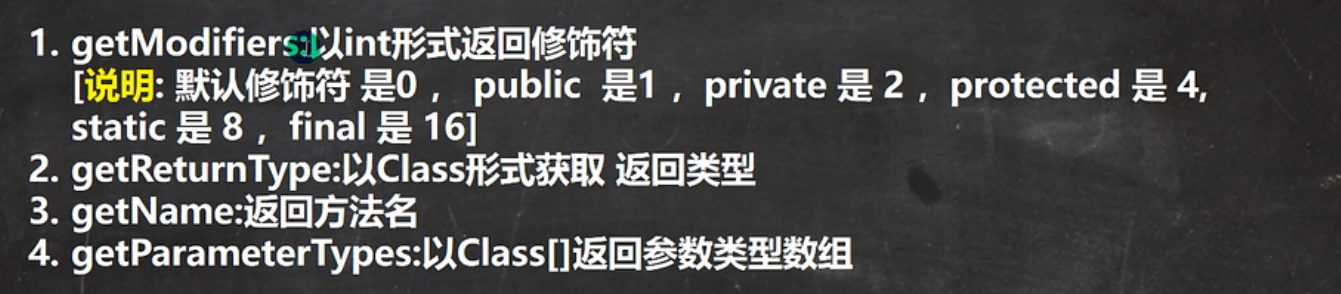 1. getModifiers:以int形式返回修饰符
[说明: 默认修饰符 是0 ， public 是1 ，private 是 2 ，protected 是 4,
static 是 8 ，final 是 16]
2. getReturnType:以Class形式获取 返回类型
3. getName:返回方法名
4. getParameterTypes:以Class[]返回参数类型数组